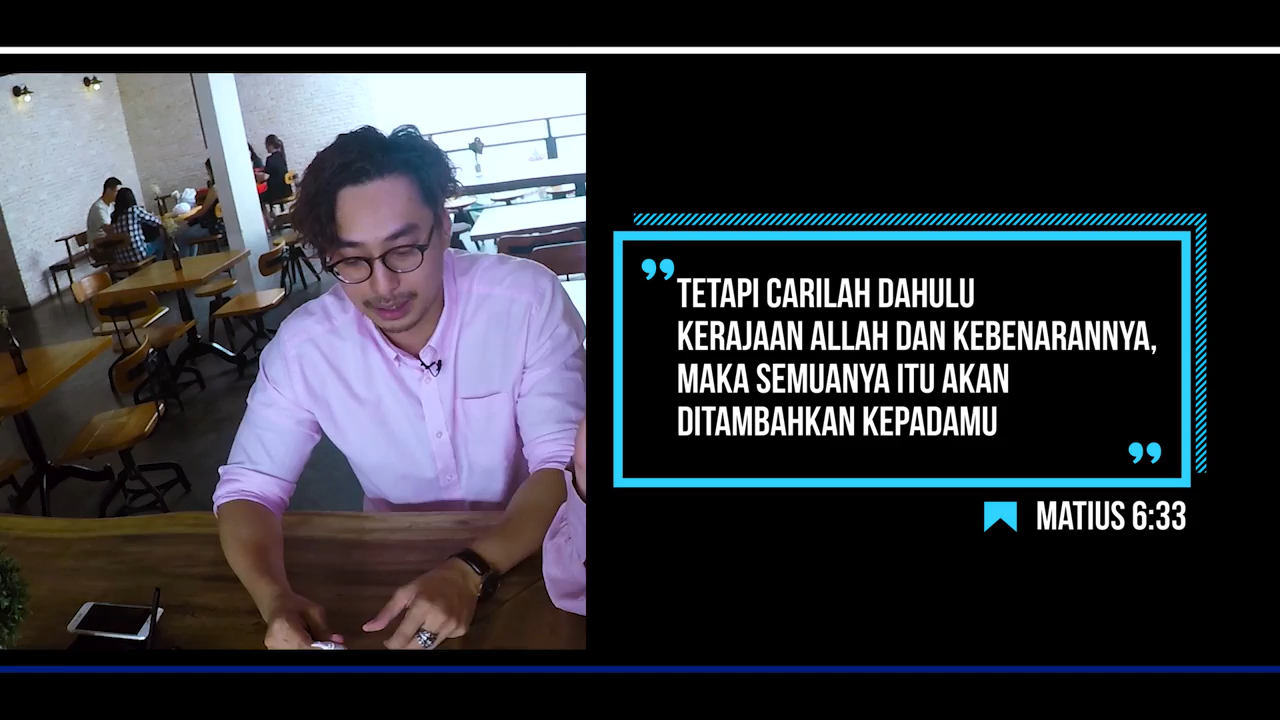 ”TETAPI CARILAH DAHULU
KERAJAAN ALLAH DAN KEBENARANNYA,
MAKA SEMUANYA ITU AKAN
DITAMBAHKAN KEPADAMU
”
MATIUS 6:33